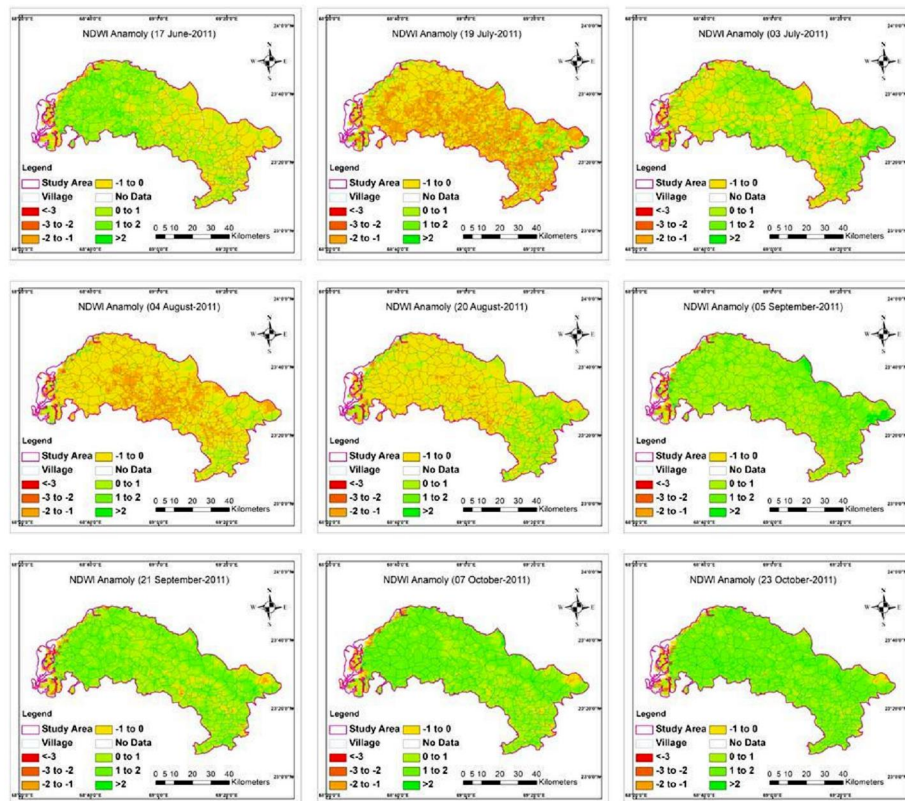 NDWI Anamoly (17 June-2011)
N
W E
S
Legend
Study Area -1 to 0
Village No Data
<-3 0 to 1
-3 to -2 1 to 2
-2 to -1 >2
0 5 10 20 30 40
Kilometers
NDWI Anamoly (19 July-2011)
N
W E
S
Legend
Study Area -1 to 0
Village No Data
<-3 0 to 1
-3 to -2 1 to 2
-2 to -1 >2
0 5 10 20 30 40
Kilometers
NDWI Anamoly (03 July-2011)
N
W E
S
Legend
Study Area -1 to 0
Village No Data
<-3 0 to 1
-3 to -2 1 to 2
-2 to -1 >2
0 5 10 20 30 40
Kilometers
NDWI Anamoly (04 August-2011)
N
W E
S
Legend
Study Area -1 to 0
Village No Data
<-3 0 to 1
-3 to -2 1 to 2
-2 to -1 >2
0 5 10 20 30 40
Kilometers
NDWI Anamoly (20 August-2011)
N
W E
S
Legend
Study Area -1 to 0
Village No Data
<-3 0 to 1
-3 to -2 1 to 2
-2 to -1 >2
0 5 10 20 30 40
Kilometers
NDWI Anamoly (05 September-2011)
N
W E
S
Legend
Study Area -1 to 0
Village No Data
<-3 0 to 1
-3 to -2 1 to 2
-2 to -1 >2
0 5 10 20 30 40
Kilometers
NDWI Anamoly (21 September-2011)
N
W E
S
Legend
Study Area -1 to 0
Village No Data
<-3 0 to 1
-3 to -2 1 to 2
-2 to -1 >2
0 5 10 20 30 40
Kilometers
NDWI Anamoly (07 October-2011)
N
W E
S
Legend
Study Area -1 to 0
Village No Data
<-3 0 to 1
-3 to -2 1 to 2
-2 to -1 >2
0 5 10 20 30 40
Kilometers
NDWI Anamoly (23 October-2011)
N
W E
S
Legend
Study Area -1 to 0
Village No Data
<-3 0 to 1
-3 to -2 1 to 2
-2 to -1 >2
0 5 10 20 30 40
Kilometers